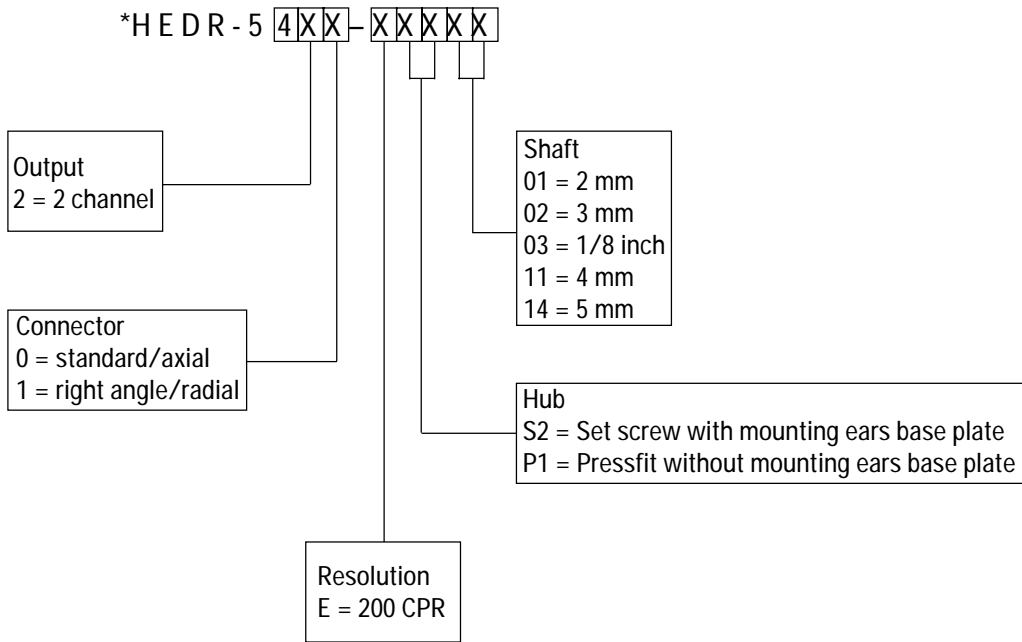 *HEDR-5 4XX–XXXXX
Output
2 = 2 channel
Shaft
01 = 2 mm
02 = 3 mm
03 = 1/8 inch
11 = 4 mm
14 = 5 mm
Connector
0 = standard/axial
1 = right angle/radial
Hub
S2 = Set screw with mounting ears base plate
P1 = Pressfit without mounting ears base plate
Resolution
E = 200 CPR